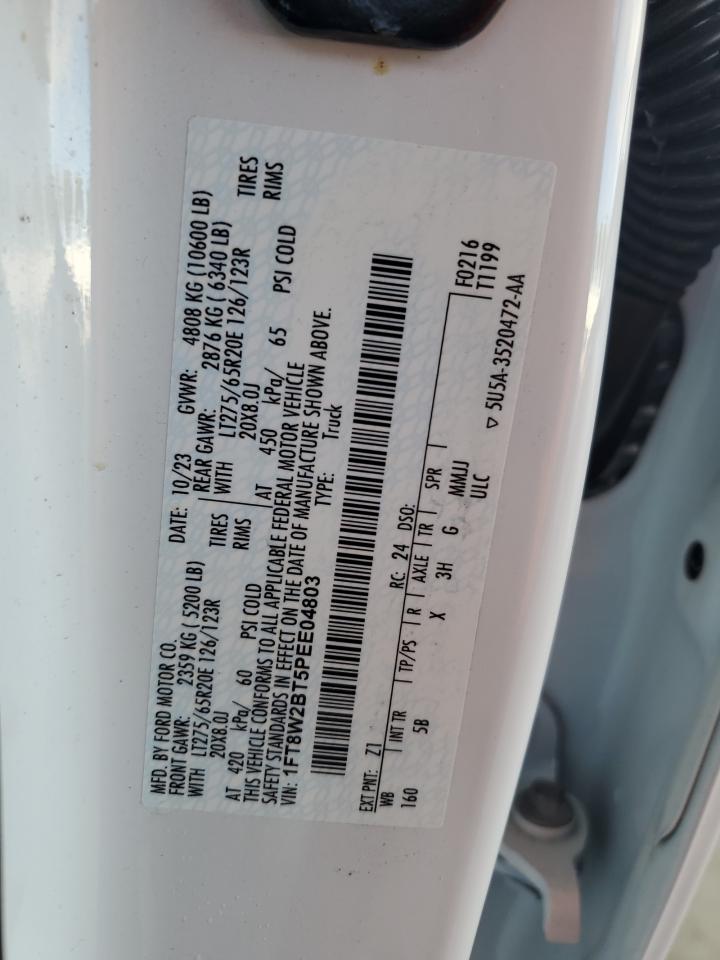 MFD. BY FORD MOTOR CO.
DATE: 10/23 GVWR: 4808 KG (10600 LB)
FRONT GAWR: 2359 KG ( 5200 LB) REAR GAWR: 2876 KG ( 6340 LB)
WITH LT275/65R20E 126/123R TIRES WITH LT275/65R20E 126/123R TIRES
20X8.0J RIMS 20X8.0J RIMS
AT 420 kPa/ 60 PSI COLD AT 450 kPa/ 65 PSI COLD
THIS VEHICLE CONFORMS TO ALL APPLICABLE FEDERAL MOTOR VEHICLE
SAFETY STANDARDS IN EFFECT ON THE DATE OF MANUFACTURE SHOWN ABOVE.
VIN: 1FT8W2BT5PEE04803 TYPE: Truck
F0216
EXT PNT: Z1 RC: 24 DSO: T1199
WB INT TR TP/PS R AXLE TR SPR
160 5B X 3H G MMJJ
ULC ▽ 5U5A-3520472-AA